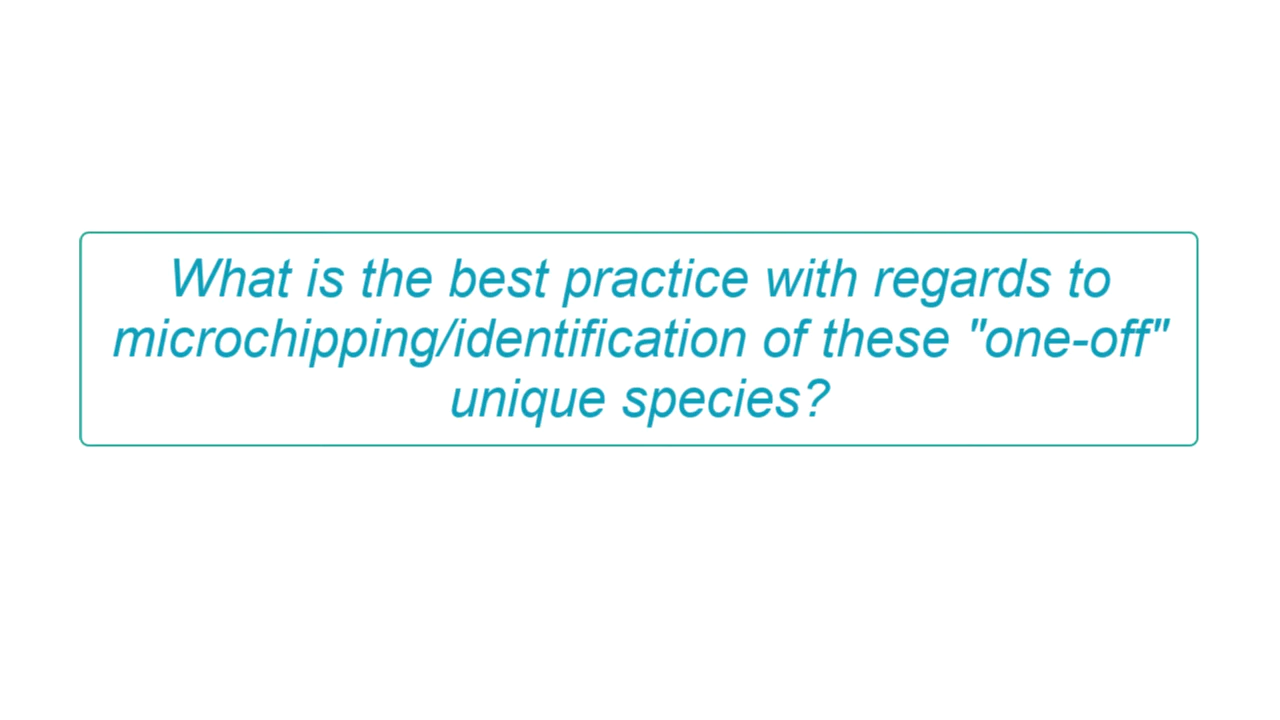 What is the best practice with regards to
microchipping/identification of these "one-off"
unique species?